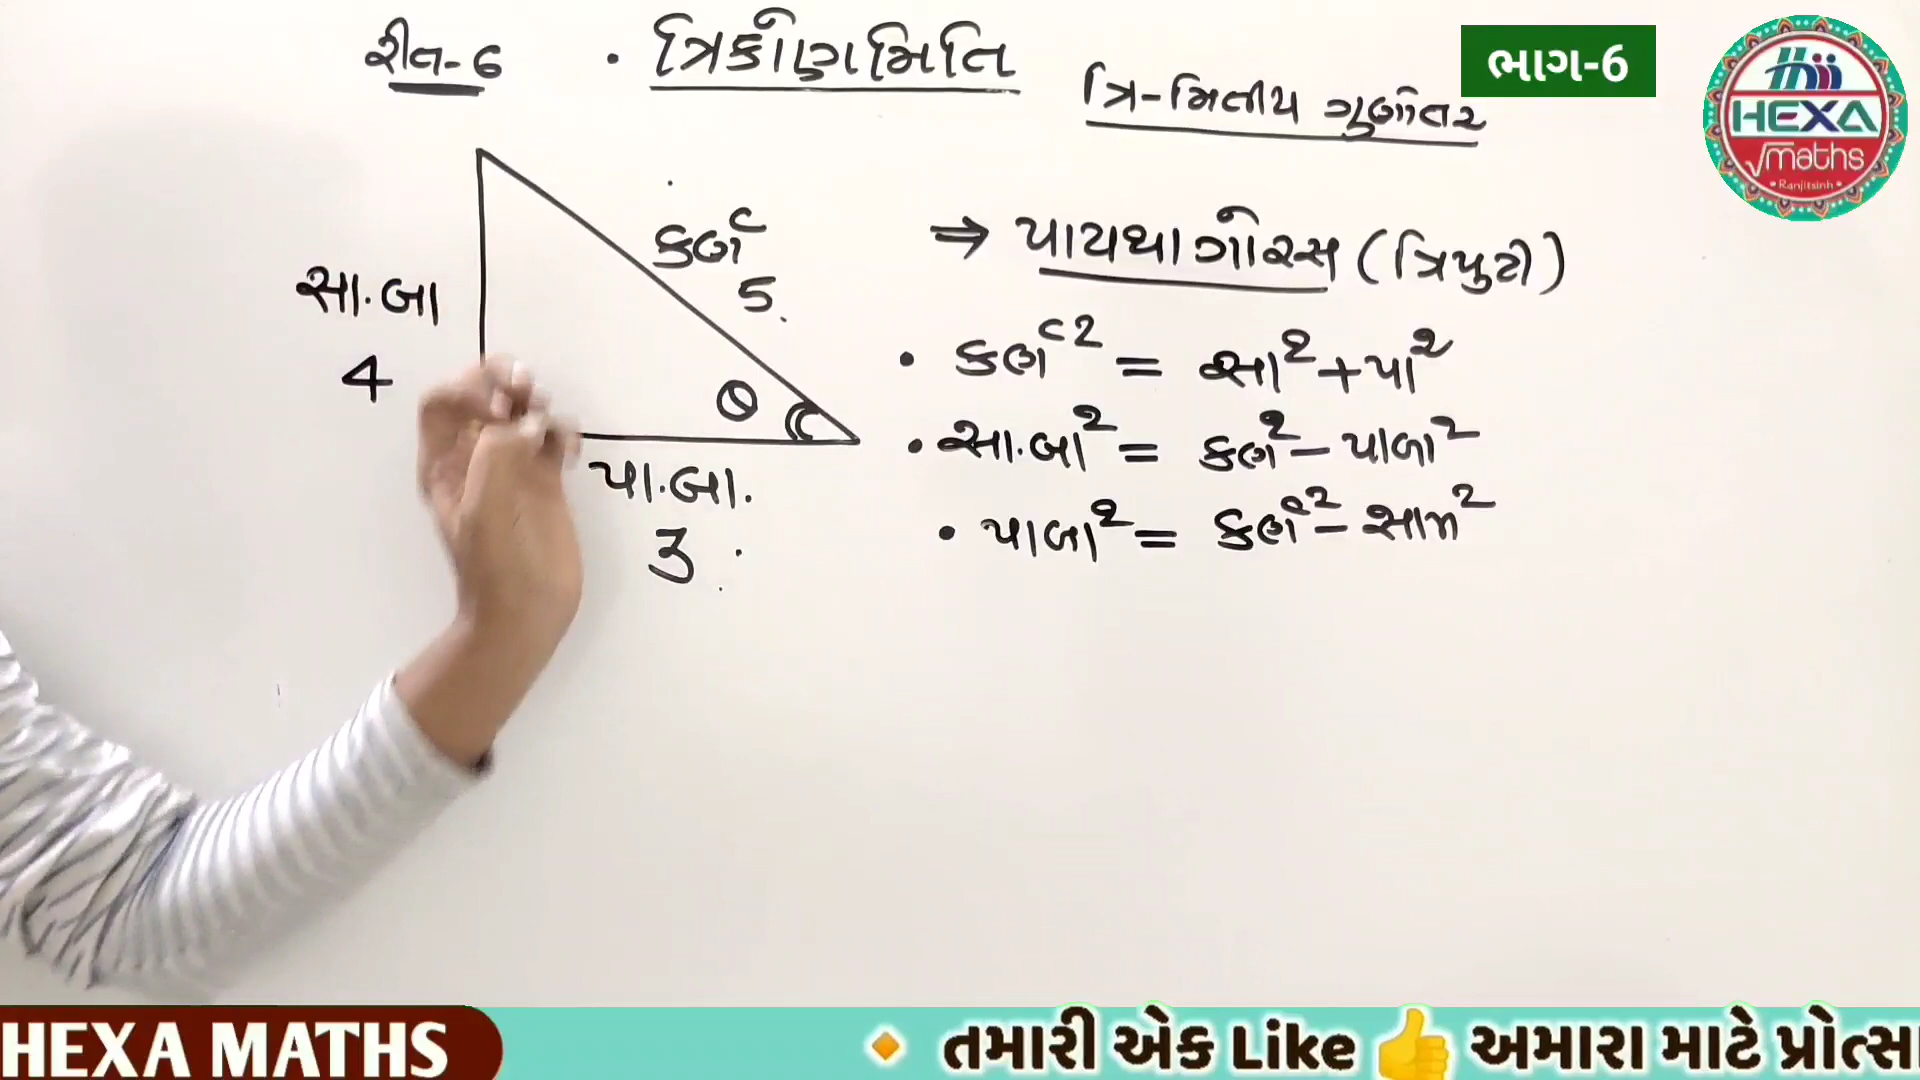 રીત-6 • ત્રિકોણમિતિ
ભાગ-6
ત્રિ-મિતીય ગુણોત્તર
HEXA
√maths
Ranjitsinh
કર્ણ
5
સા.બા
4
θ
પા.બા.
3
⇒ પાયથાગોરસ (ત્રિપુટી)
• કર્ણ² = સા² + પા²
• સા.બા² = કર્ણ² - પાબા²
• પાબા² = કર્ણ² - સામ²
HEXA MATHS
🔸 તમારી એક Like 👍 અમારા માટે પ્રોત્સા